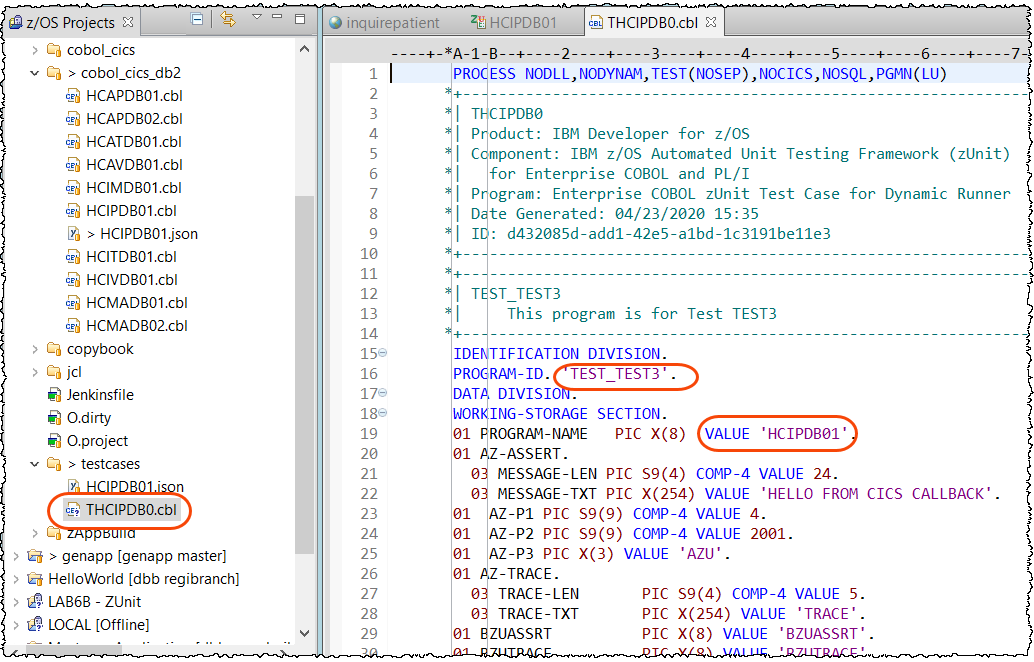 z/OS Projects
cobol_cics
> cobol_cics_db2
HCAPDB01.cbl
HCAPDB02.cbl
HCATDB01.cbl
HCAVDB01.cbl
HCIMDB01.cbl
HCIPDB01.cbl
> HCIPDB01.json
HCITDB01.cbl
HCIVDB01.cbl
HCMADB01.cbl
HCMADB02.cbl
copybook
jcl
Jenkinsfile
O.dirty
O.project
> testcases
HCIPDB01.json
THCIPDB0.cbl
zAppBuild
> genapp [genapp master]
HelloWorld [dbb regibranch]
LAB6B - ZUnit
LOCAL [Offline]
inquirepatient HCIPDB01 THCIPDB0.cbl
----+-*A-1-B--+----2----+----3----+----4----+----5----+----6----+----7-
1 PROCESS NODLL,NODYNAM,TEST(NOSEP),NOCICS,NOSQL,PGMN(LU)
2 *+----------------------------------------------------------------
3 *| THCIPDB0
4 *| Product: IBM Developer for z/OS
5 *| Component: IBM z/OS Automated Unit Testing Framework (zUnit)
6 *| for Enterprise COBOL and PL/I
7 *| Program: Enterprise COBOL zUnit Test Case for Dynamic Runner
8 *| Date Generated: 04/23/2020 15:35
9 *| ID: d432085d-add1-42e5-a1bd-1c3191be11e3
10 *+----------------------------------------------------------------
11 *+----------------------------------------------------------------
12 *| TEST_TEST3
13 *| This program is for Test TEST3
14 *+----------------------------------------------------------------
15 IDENTIFICATION DIVISION.
16 PROGRAM-ID. 'TEST_TEST3'.
17 DATA DIVISION.
18 WORKING-STORAGE SECTION.
19 01 PROGRAM-NAME PIC X(8) VALUE 'HCIPDB01'.
20 01 AZ-ASSERT.
21 03 MESSAGE-LEN PIC S9(4) COMP-4 VALUE 24.
22 03 MESSAGE-TXT PIC X(254) VALUE 'HELLO FROM CICS CALLBACK'.
23 01 AZ-P1 PIC S9(9) COMP-4 VALUE 4.
24 01 AZ-P2 PIC S9(9) COMP-4 VALUE 2001.
25 01 AZ-P3 PIC X(3) VALUE 'AZU'.
26 01 AZ-TRACE.
27 03 TRACE-LEN PIC S9(4) COMP-4 VALUE 5.
28 03 TRACE-TXT PIC X(254) VALUE 'TRACE'.
29 01 BZUASSRT PIC X(8) VALUE 'BZUASSRT'.
30 01 BZUTRACE PIC X(8) VALUE 'BZUTRACE'.